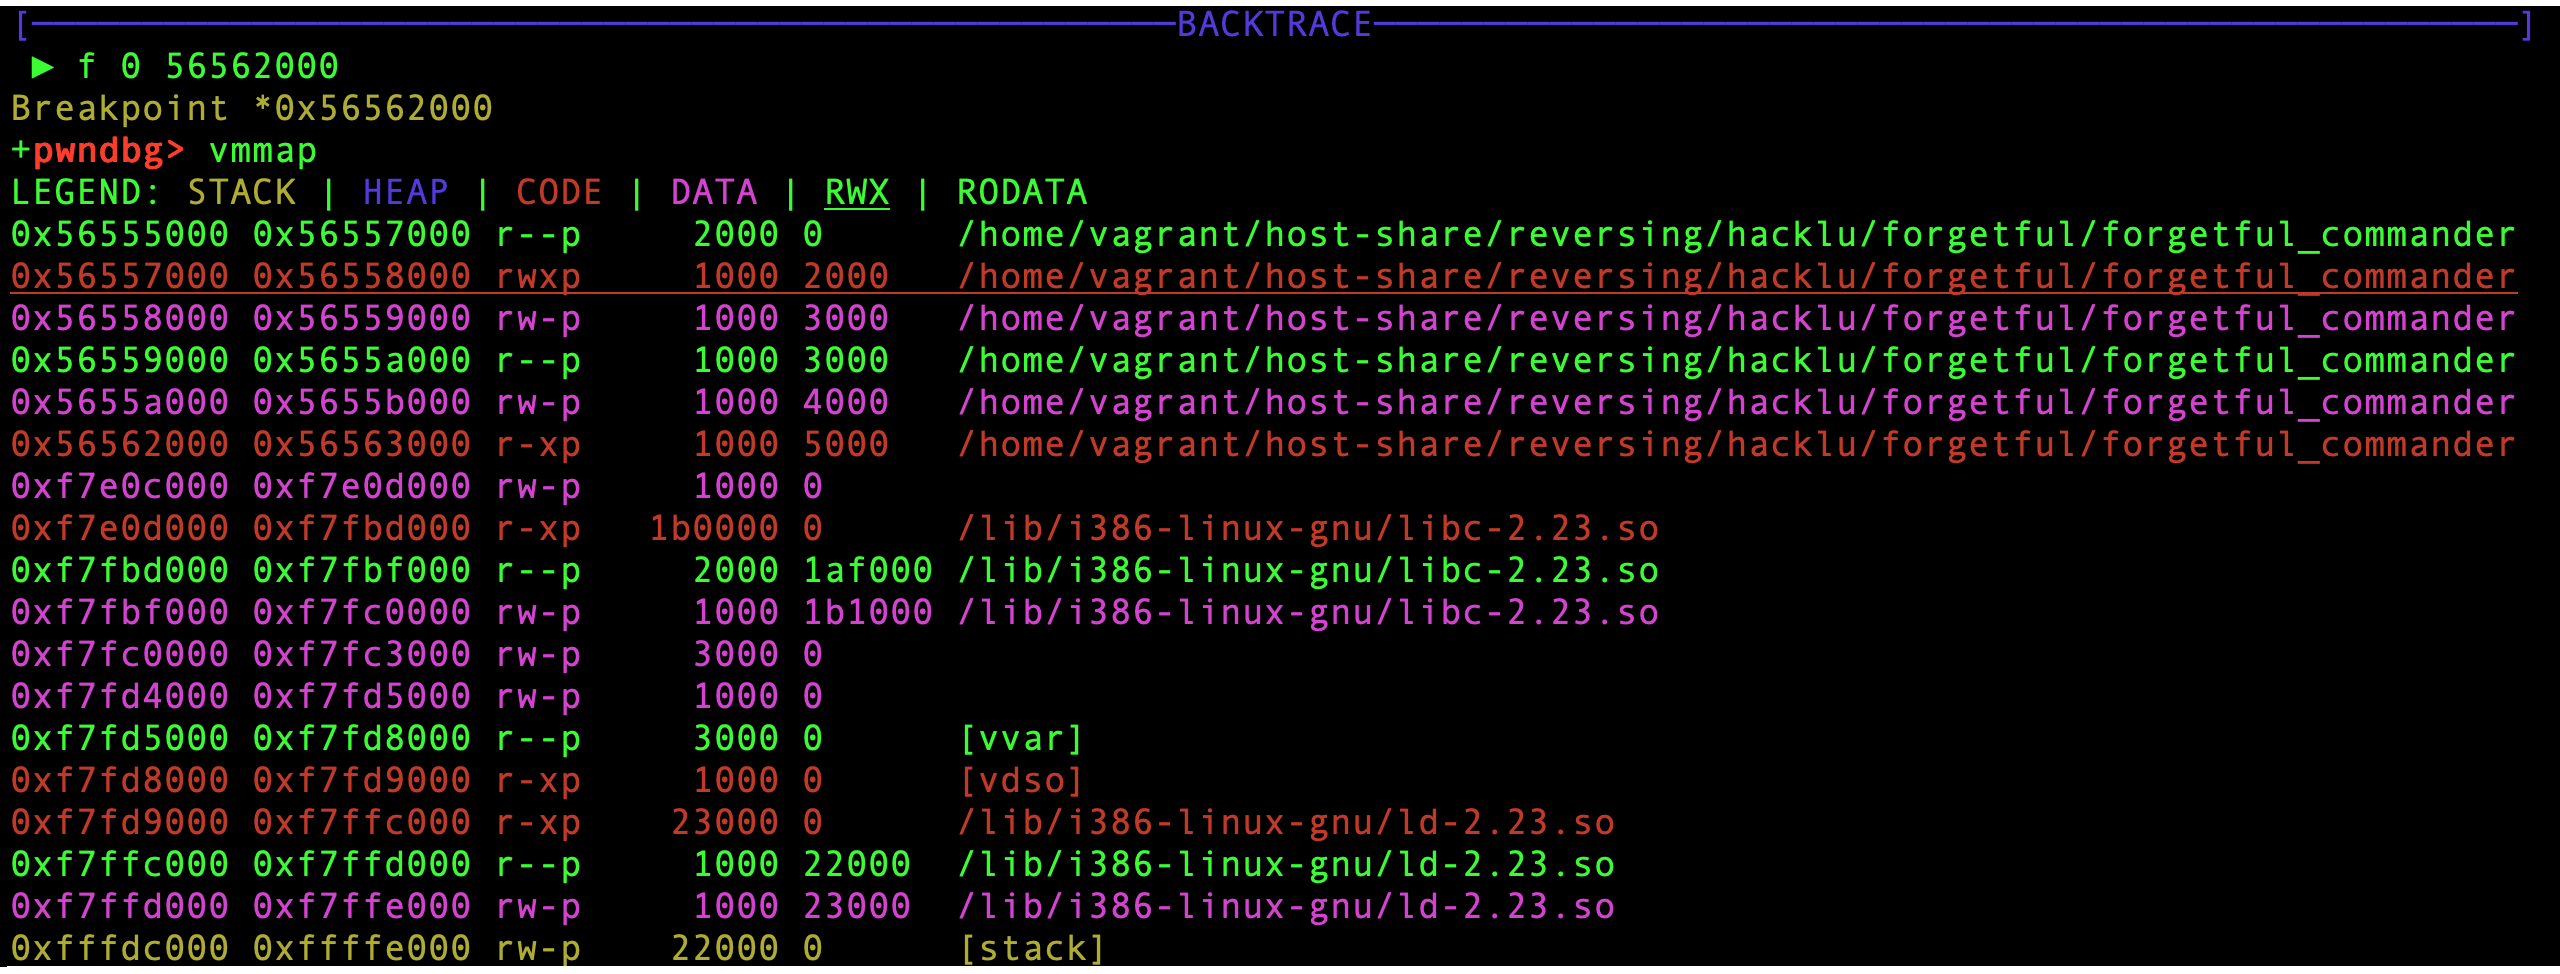 [─────────────────────────────BACKTRACE─────────────────────────────]
 ► f 0 56562000
Breakpoint *0x56562000
+pwndbg> vmmap
LEGEND: STACK | HEAP | CODE | DATA | RWX | RODATA
0x56555000 0x56557000 r--p     2000 0      /home/vagrant/host-share/reversing/hacklu/forgetful/forgetful_commander
0x56557000 0x56558000 rwxp     1000 2000   /home/vagrant/host-share/reversing/hacklu/forgetful/forgetful_commander
0x56558000 0x56559000 rw-p     1000 3000   /home/vagrant/host-share/reversing/hacklu/forgetful/forgetful_commander
0x56559000 0x5655a000 r--p     1000 3000   /home/vagrant/host-share/reversing/hacklu/forgetful/forgetful_commander
0x5655a000 0x5655b000 rw-p     1000 4000   /home/vagrant/host-share/reversing/hacklu/forgetful/forgetful_commander
0x56562000 0x56563000 r-xp     1000 5000   /home/vagrant/host-share/reversing/hacklu/forgetful/forgetful_commander
0xf7e0c000 0xf7e0d000 rw-p     1000 0
0xf7e0d000 0xf7fbd000 r-xp   1b0000 0      /lib/i386-linux-gnu/libc-2.23.so
0xf7fbd000 0xf7fbf000 r--p     2000 1af000 /lib/i386-linux-gnu/libc-2.23.so
0xf7fbf000 0xf7fc0000 rw-p     1000 1b1000 /lib/i386-linux-gnu/libc-2.23.so
0xf7fc0000 0xf7fc3000 rw-p     3000 0
0xf7fd4000 0xf7fd5000 rw-p     1000 0
0xf7fd5000 0xf7fd8000 r--p     3000 0      [vvar]
0xf7fd8000 0xf7fd9000 r-xp     1000 0      [vdso]
0xf7fd9000 0xf7ffc000 r-xp    23000 0      /lib/i386-linux-gnu/ld-2.23.so
0xf7ffc000 0xf7ffd000 r--p     1000 22000  /lib/i386-linux-gnu/ld-2.23.so
0xf7ffd000 0xf7ffe000 rw-p     1000 23000  /lib/i386-linux-gnu/ld-2.23.so
0xfffdc000 0xffffe000 rw-p    22000 0      [stack]